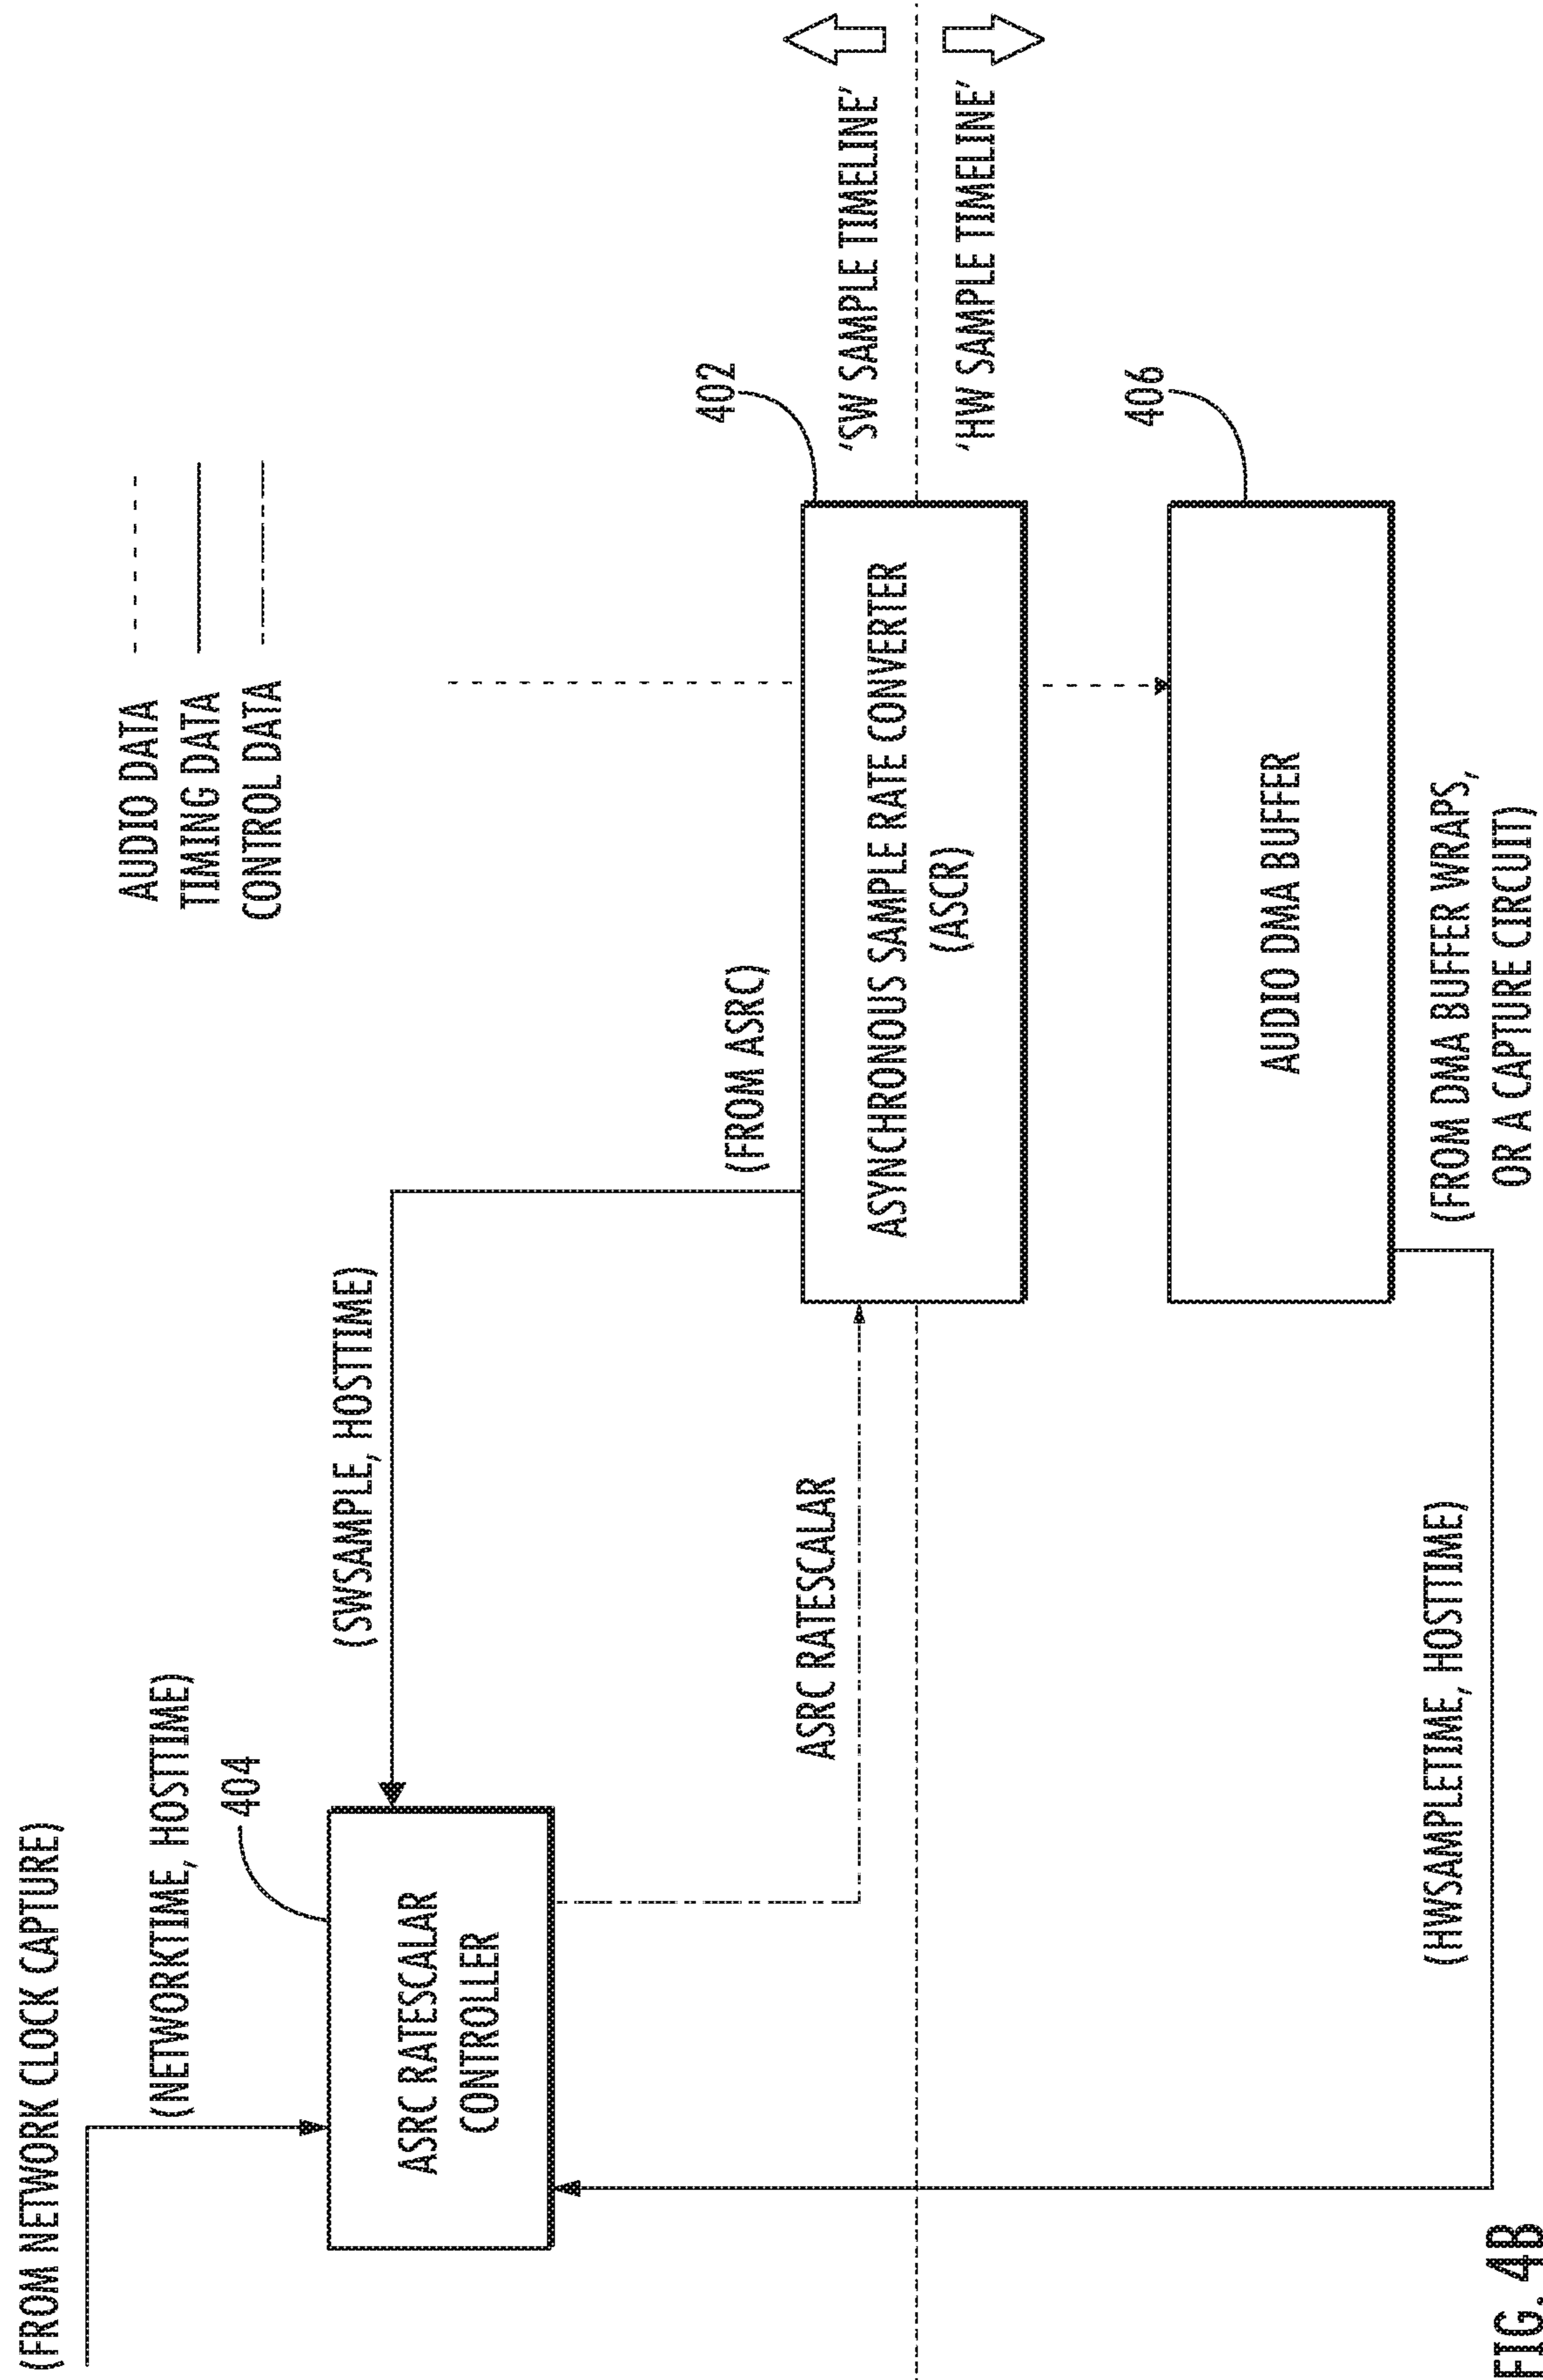 (FROM NETWORK CLOCK CAPTURE)
(NETWORKTIME, HOSTTIME)
404
ASRC RATESCALAR
CONTROLLER
(SWSAMPLE, HOSTTIME)
AUDIO DATA
TIMING DATA
CONTROL DATA
(FROM ASRC)
ASRC RATESCALAR
402
ASYNCHRONOUS SAMPLE RATE CONVERTER
(ASCR)
'SW SAMPLE TIMELINE'
'HW SAMPLE TIMELINE'
406
AUDIO DMA BUFFER
(HWSAMPLETIME, HOSTTIME)
(FROM DMA BUFFER WRAPS,
OR A CAPTURE CIRCUIT)
FIG. 4B